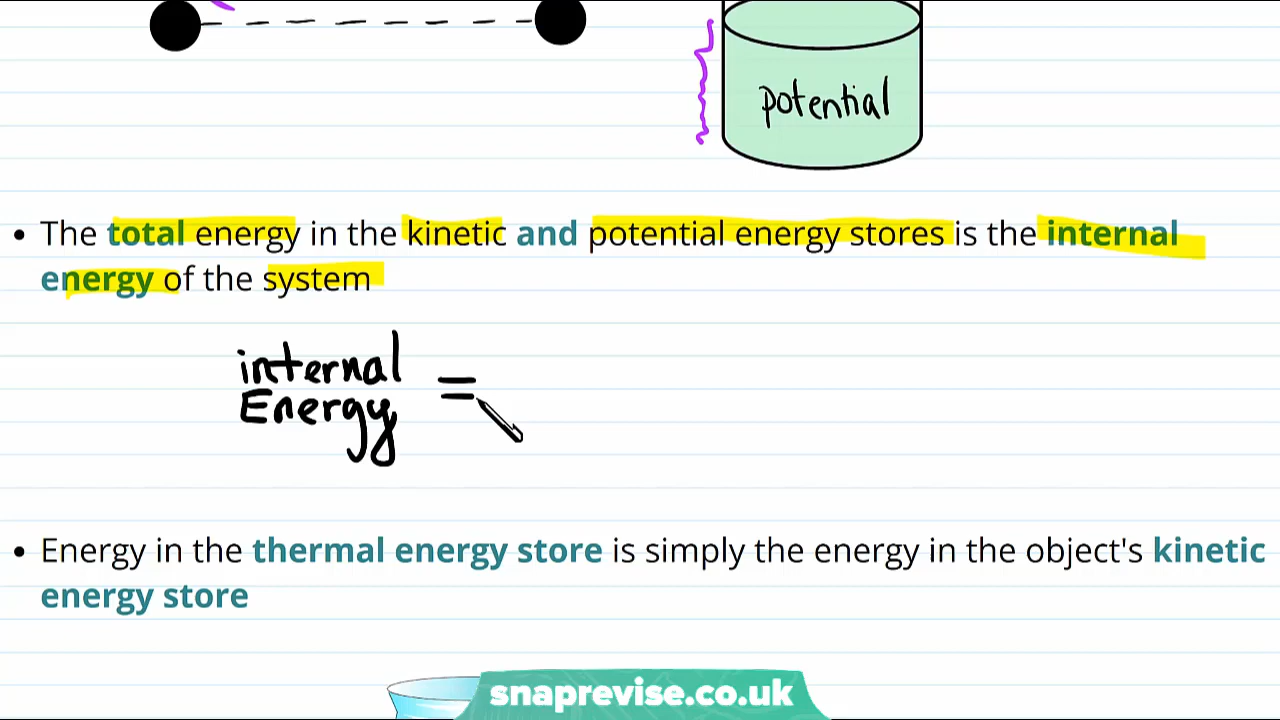 potential
• The total energy in the kinetic and potential energy stores is the internal
energy of the system
internal
Energy =
• Energy in the thermal energy store is simply the energy in the object's kinetic
energy store
snaprevise.co.uk